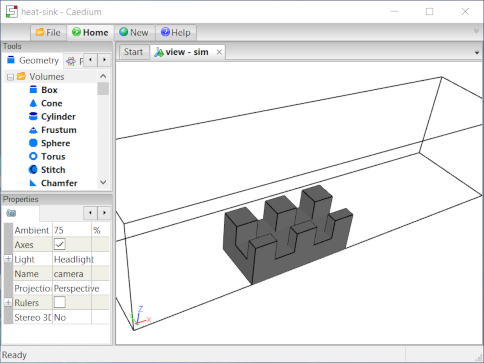 heat-sink - Caedium
File Home New Help
Tools
Geometry
Volumes
Box
Cone
Cylinder
Frustum
Sphere
Torus
Stitch
Chamfer
Properties
Ambient 75 %
Axes
Light Headlight
Name camera
Projection Perspective
Rulers
Stereo 3D No
Start view - sim
Z
X
Ready